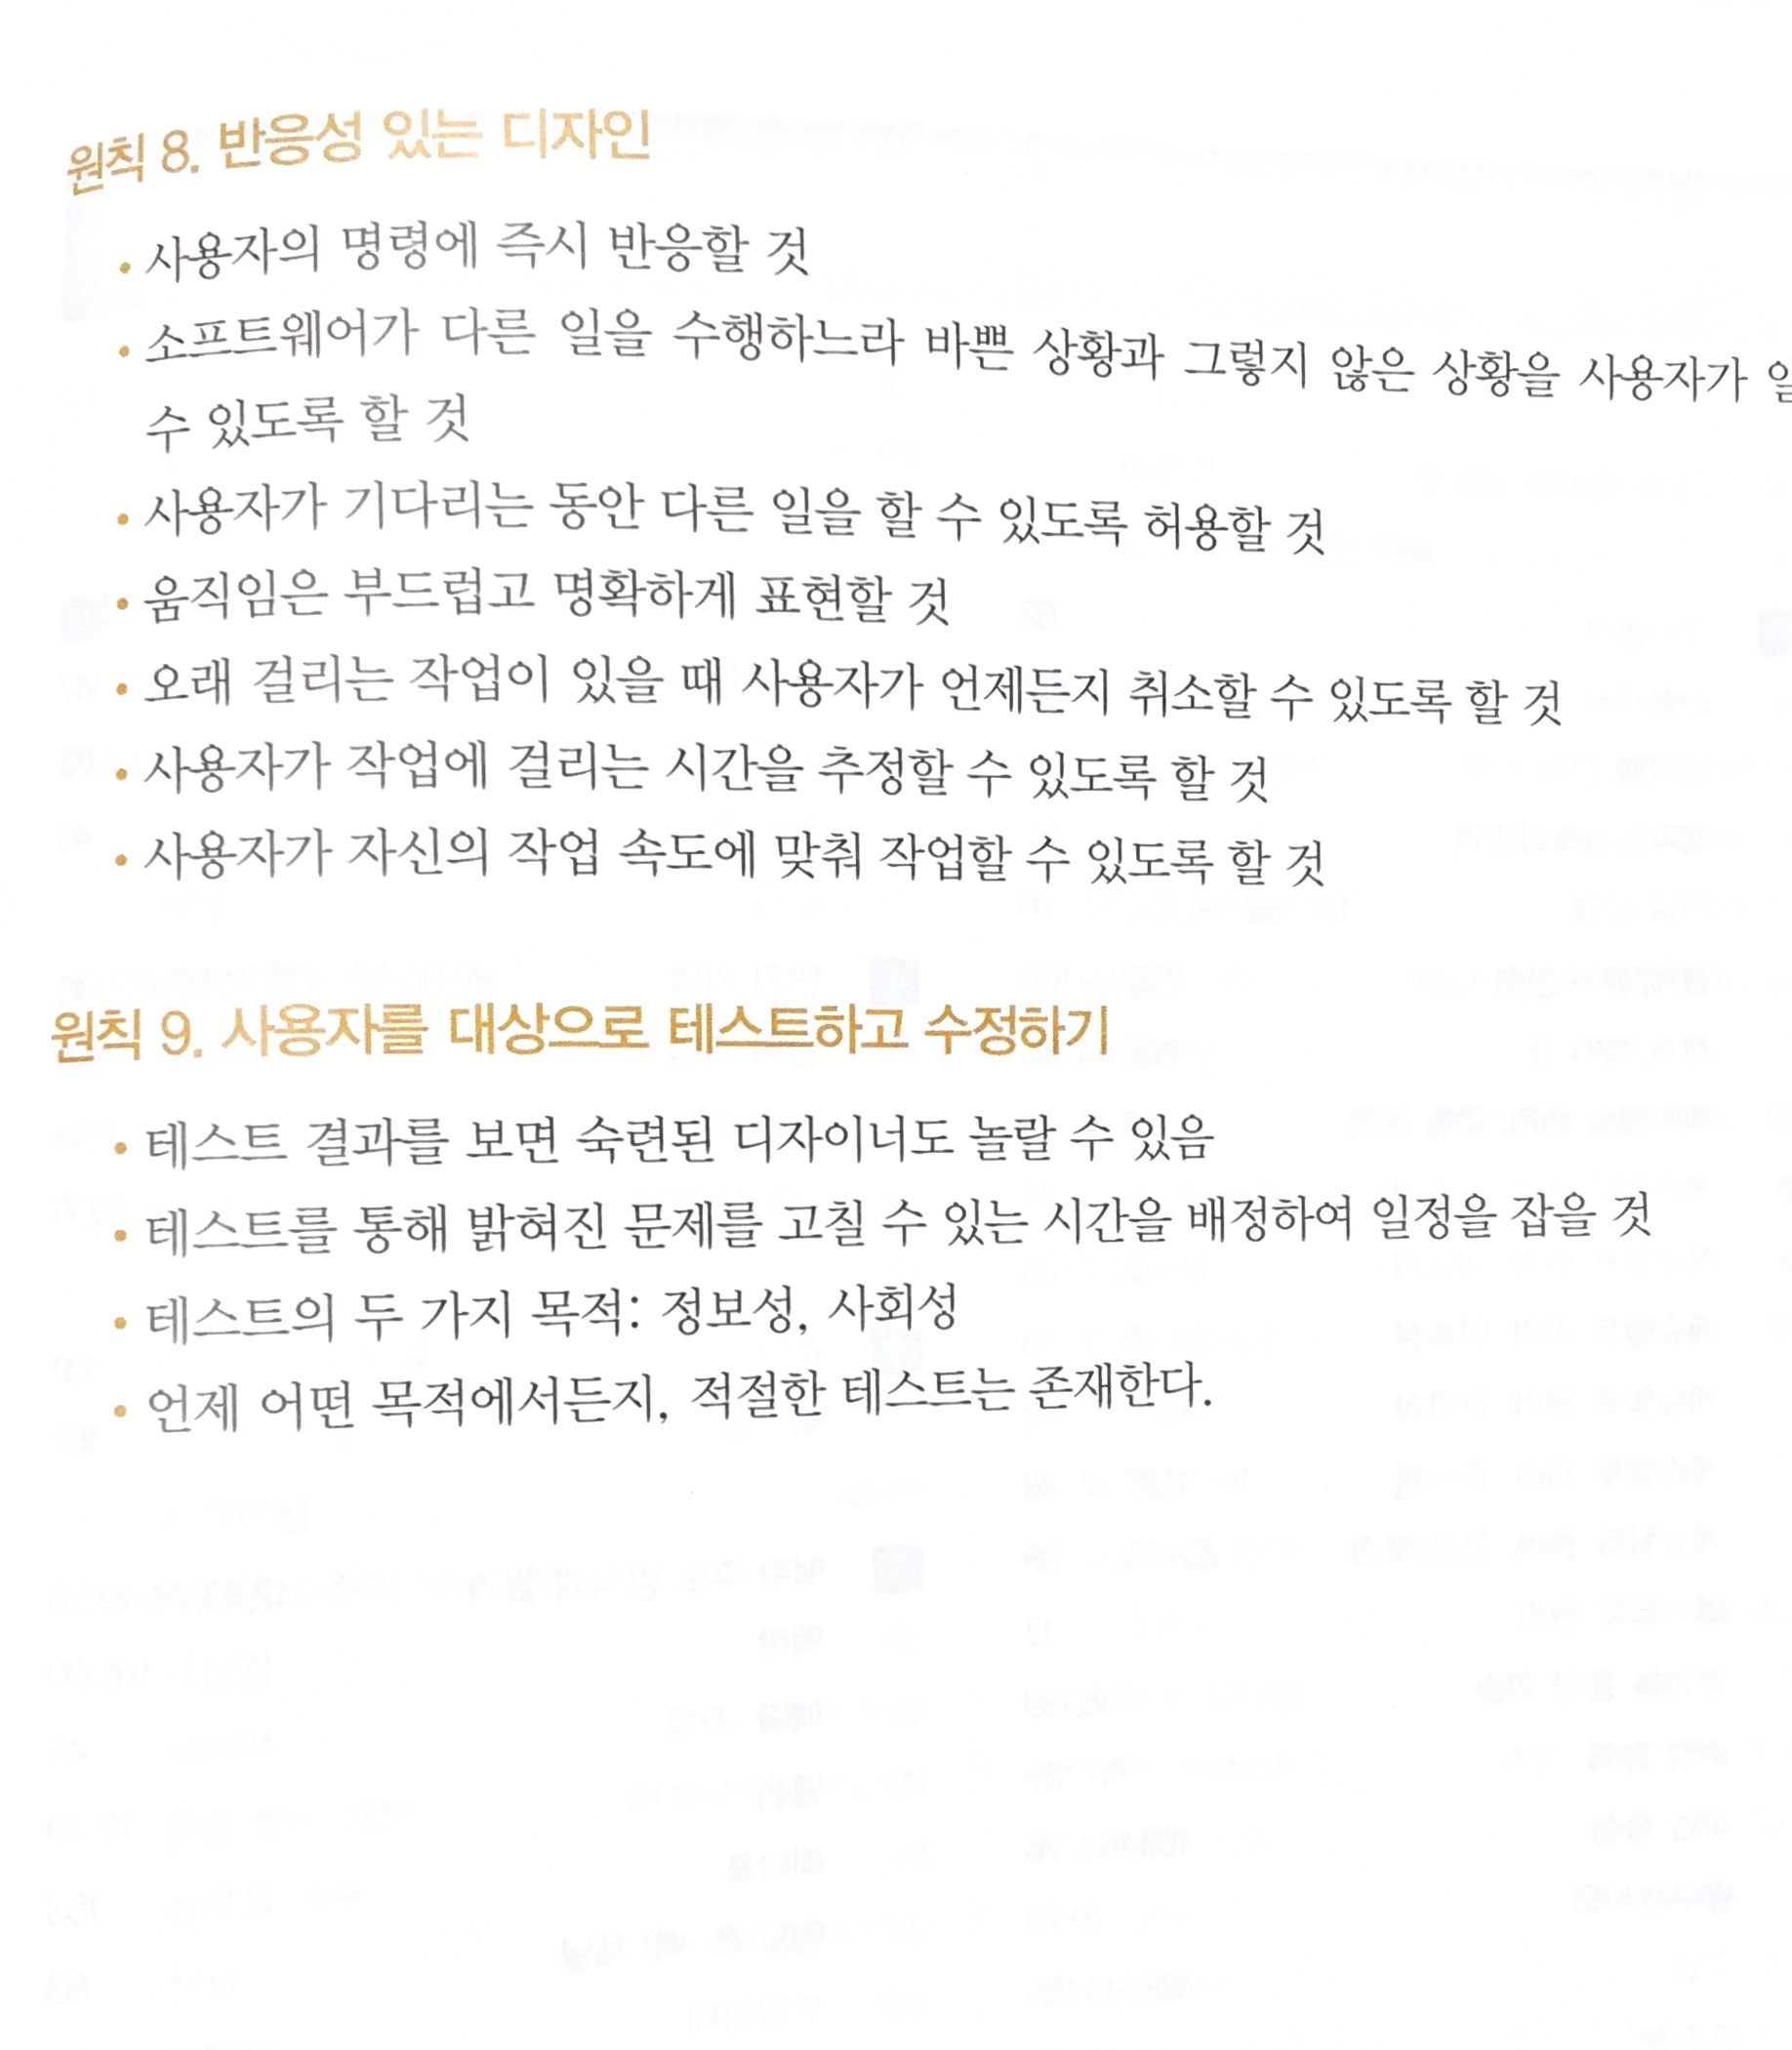 원칙 8. 반응성 있는 디자인
• 사용자의 명령에 즉시 반응할 것
• 소프트웨어가 다른 일을 수행하느라 바쁜 상황과 그렇지 않은 상황을 사용자가
수 있도록 할 것
• 사용자가 기다리는 동안 다른 일을 할 수 있도록 허용할 것
• 움직임은 부드럽고 명확하게 표현할 것
• 오래 걸리는 작업이 있을 때 사용자가 언제든지 취소할 수 있도록 할 것
• 사용자가 작업에 걸리는 시간을 추정할 수 있도록 할 것
• 사용자가 자신의 작업 속도에 맞춰 작업할 수 있도록 할 것
원칙 9. 사용자를 대상으로 테스트하고 수정하기
• 테스트 결과를 보면 숙련된 디자이너도 놀랄 수 있음
• 테스트를 통해 밝혀진 문제를 고칠 수 있는 시간을 배정하여 일정을 잡을 것
• 테스트의 두 가지 목적: 정보성, 사회성
• 언제 어떤 목적에서든지, 적절한 테스트는 존재한다.